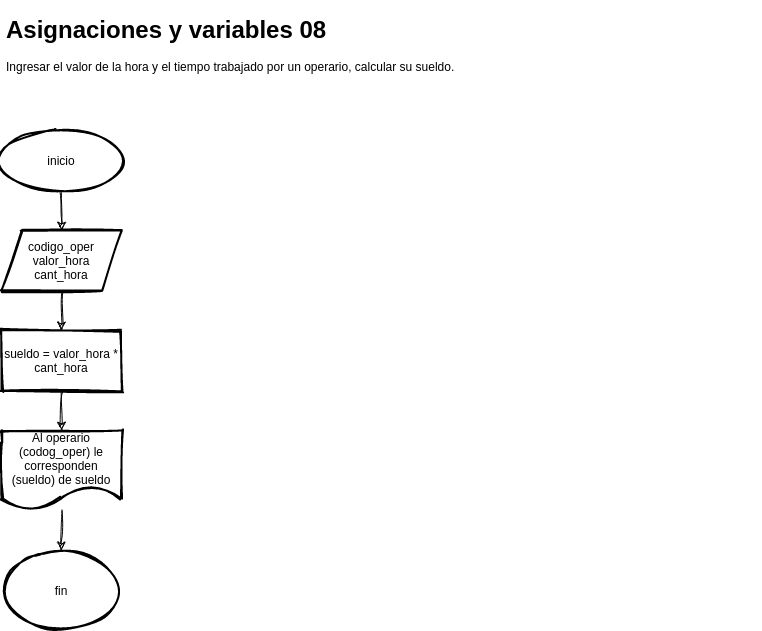 Asignaciones y variables 08
Ingresar el valor de la hora y el tiempo trabajado por un operario, calcular su sueldo.
inicio
codigo_oper
valor_hora
cant_hora
sueldo = valor_hora *
cant_hora
Al operario
(codog_oper) le
corresponden
(sueldo) de sueldo
fin